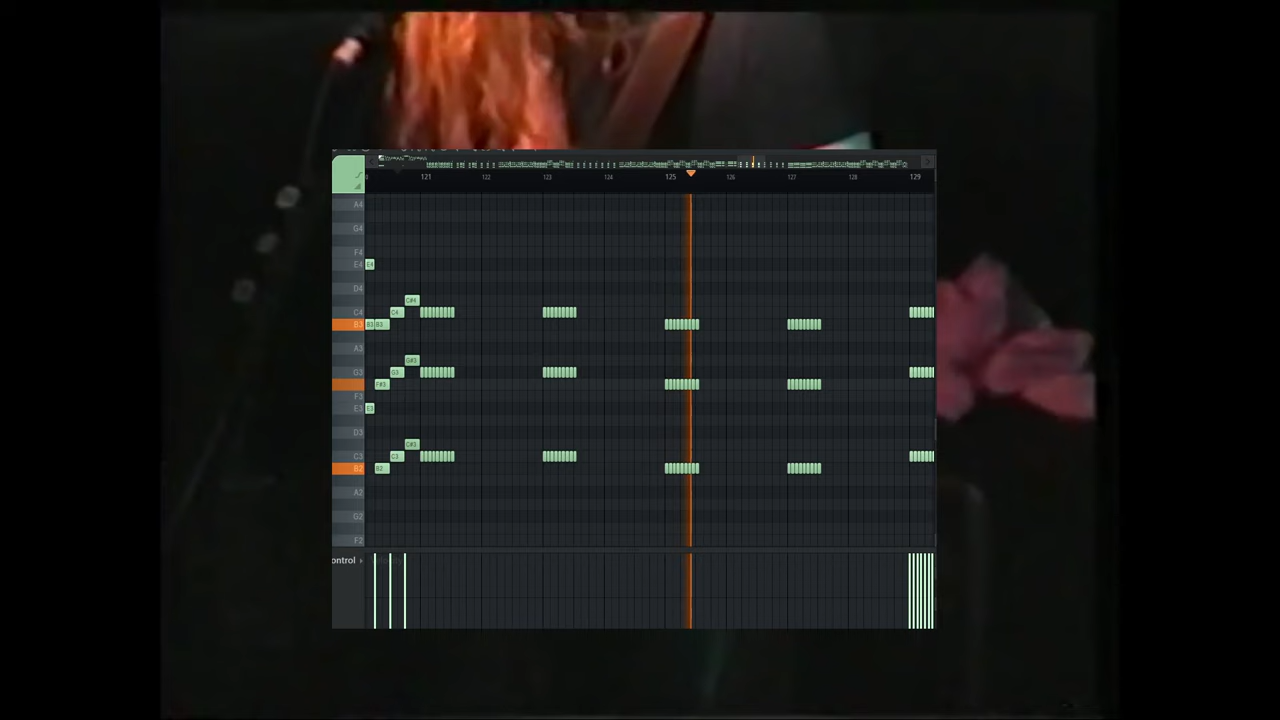 121 122 123 124 125 126 127 128 129
A4
G4
F4
E4 E4
D4
C#4
C4 C4
B3 B3 B3
A3
G#3
G3 G3
F#3
F3
E3 E3
D3
C#3
C3 C3
B2 B2
A2
G2
F2
ontrol